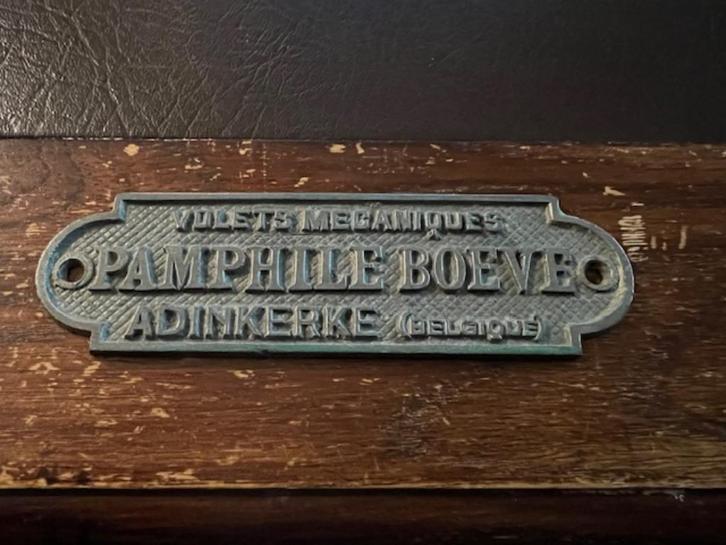 VOLETS MECANIQUES
PAMPHILE BOEVE
ADINKERKE (BELGIQUE)